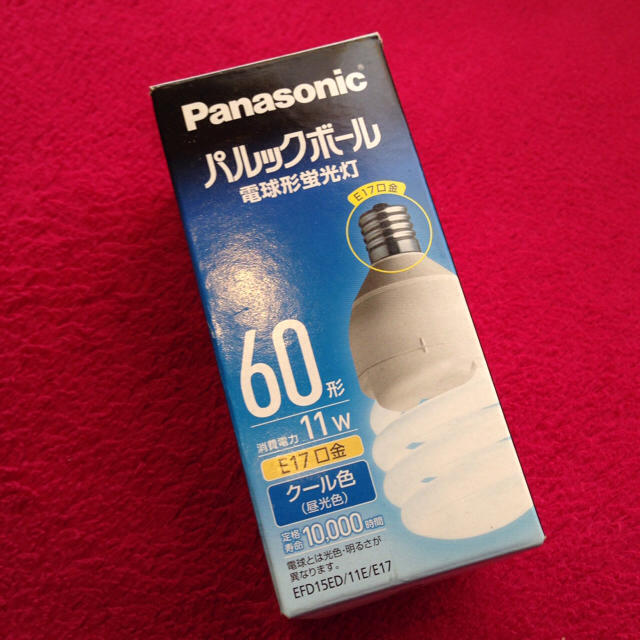 Panasonic
パルックボール
電球形蛍光灯
E17口金
60形
消費電力 11W
E17口金
クール色
(昼光色)
定格寿命 10,000時間
電球とは光色・明るさが
異なります。
EFD15ED/11E/E17